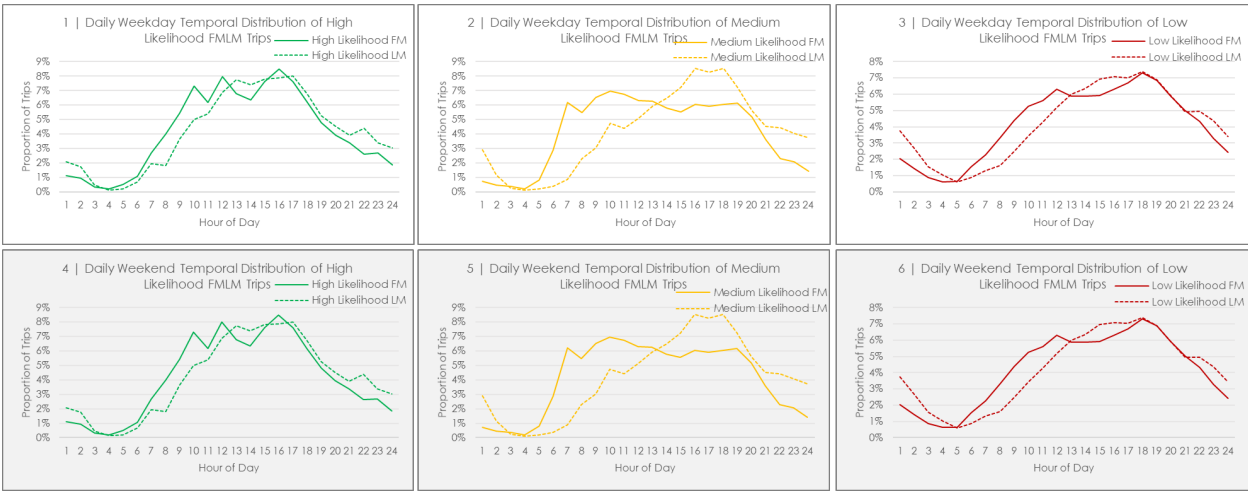 1 | Daily Weekday Temporal Distribution of High
Likelihood FMLM Trips
High Likelihood FM
High Likelihood LM
9%
8%
7%
6%
5%
4%
3%
2%
1%
0%
Proportion of Trips
1 2 3 4 5 6 7 8 9 10 11 12 13 14 15 16 17 18 19 20 21 22 23 24
Hour of Day
2 | Daily Weekday Temporal Distribution of Medium
Likelihood FMLM Trips
Medium Likelihood FM
Medium Likelihood LM
9%
8%
7%
6%
5%
4%
3%
2%
1%
0%
Proportion of Trips
1 2 3 4 5 6 7 8 9 10 11 12 13 14 15 16 17 18 19 20 21 22 23 24
Hour of Day
3 | Daily Weekday Temporal Distribution of Low
Likelihood FMLM Trips
Low Likelihood FM
Low Likelihood LM
8%
7%
6%
5%
4%
3%
2%
1%
0%
Proportion of Trips
1 2 3 4 5 6 7 8 9 10 11 12 13 14 15 16 17 18 19 20 21 22 23 24
Hour of Day
4 | Daily Weekend Temporal Distribution of High
Likelihood FMLM Trips
High Likelihood FM
High Likelihood LM
9%
8%
7%
6%
5%
4%
3%
2%
1%
0%
Proportion of Trips
1 2 3 4 5 6 7 8 9 10 11 12 13 14 15 16 17 18 19 20 21 22 23 24
Hour of Day
5 | Daily Weekend Temporal Distribution of Medium
Likelihood FMLM Trips
Medium Likelihood FM
Medium Likelihood LM
9%
8%
7%
6%
5%
4%
3%
2%
1%
0%
Proportion of Trips
1 2 3 4 5 6 7 8 9 10 11 12 13 14 15 16 17 18 19 20 21 22 23 24
Hour of Day
6 | Daily Weekend Temporal Distribution of Low
Likelihood FMLM Trips
Low Likelihood FM
Low Likelihood LM
8%
7%
6%
5%
4%
3%
2%
1%
0%
Proportion of Trips
1 2 3 4 5 6 7 8 9 10 11 12 13 14 15 16 17 18 19 20 21 22 23 24
Hour of Day